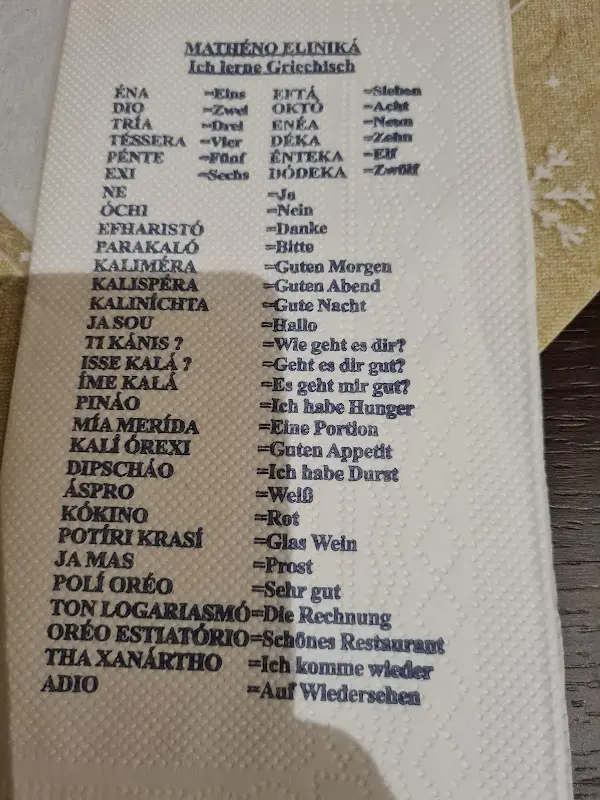 MATHÉNO ELINIKÁ
Ich lerne Griechisch
ÉNA =Eins EFTÁ =Sieben
DIO =Zwei OKTÓ =Acht
TRÍA =Drei ENÉA =Neun
TÉSSERA =Vier DÉKA =Zehn
PÉNTE =Fünf ÉNTEKA =Elf
EXI =Sechs DÓDEKA =Zwölf
NE =Ja
ÓCHI =Nein
EFHARISTÓ =Danke
PARAKALÓ =Bitte
KALIMÉRA =Guten Morgen
KALISPÉRA =Guten Abend
KALINÍCHTA =Gute Nacht
JA SOU =Hallo
TI KÁNIS ? =Wie geht es dir?
ISSE KALÁ ? =Geht es dir gut?
ÍME KALÁ =Es geht mir gut?
PINÁO =Ich habe Hunger
MÍA MERÍDA =Eine Portion
KALÍ ÓREXI =Guten Appetit
DIPSCHÁO =Ich habe Durst
ÁSPRO =Weiß
KÓKINO =Rot
POTÍRI KRASÍ =Glas Wein
JA MAS =Prost
POLÍ ORÉO =Sehr gut
TON LOGARIASMÓ=Die Rechnung
ORÉO ESTIATÓRIO=Schönes Restaurant
THA XANÁRTHO =Ich komme wieder
ADIO =Auf Wiedersehen